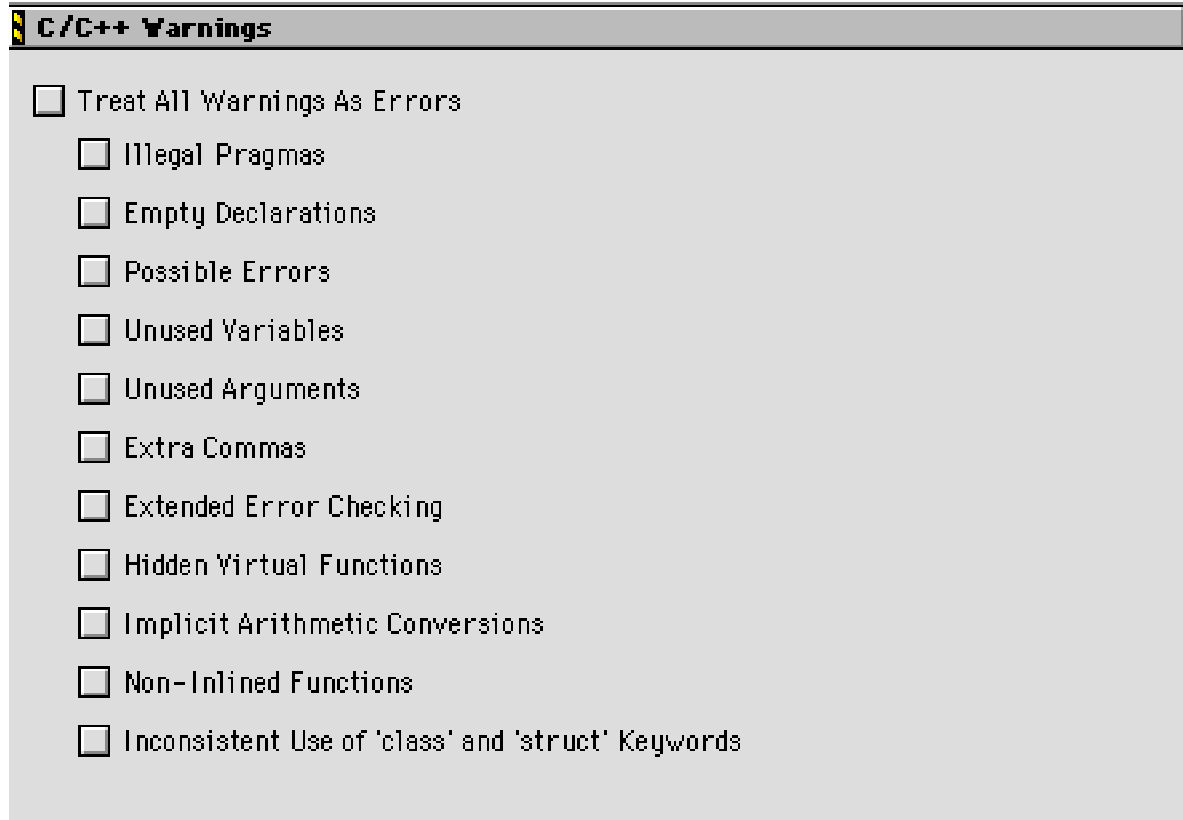 C/C++ Warnings
Treat All Warnings As Errors
Illegal Pragmas
Empty Declarations
Possible Errors
Unused Variables
Unused Arguments
Extra Commas
Extended Error Checking
Hidden Virtual Functions
Implicit Arithmetic Conversions
Non-Inlined Functions
Inconsistent Use of 'class' and 'struct' Keywords